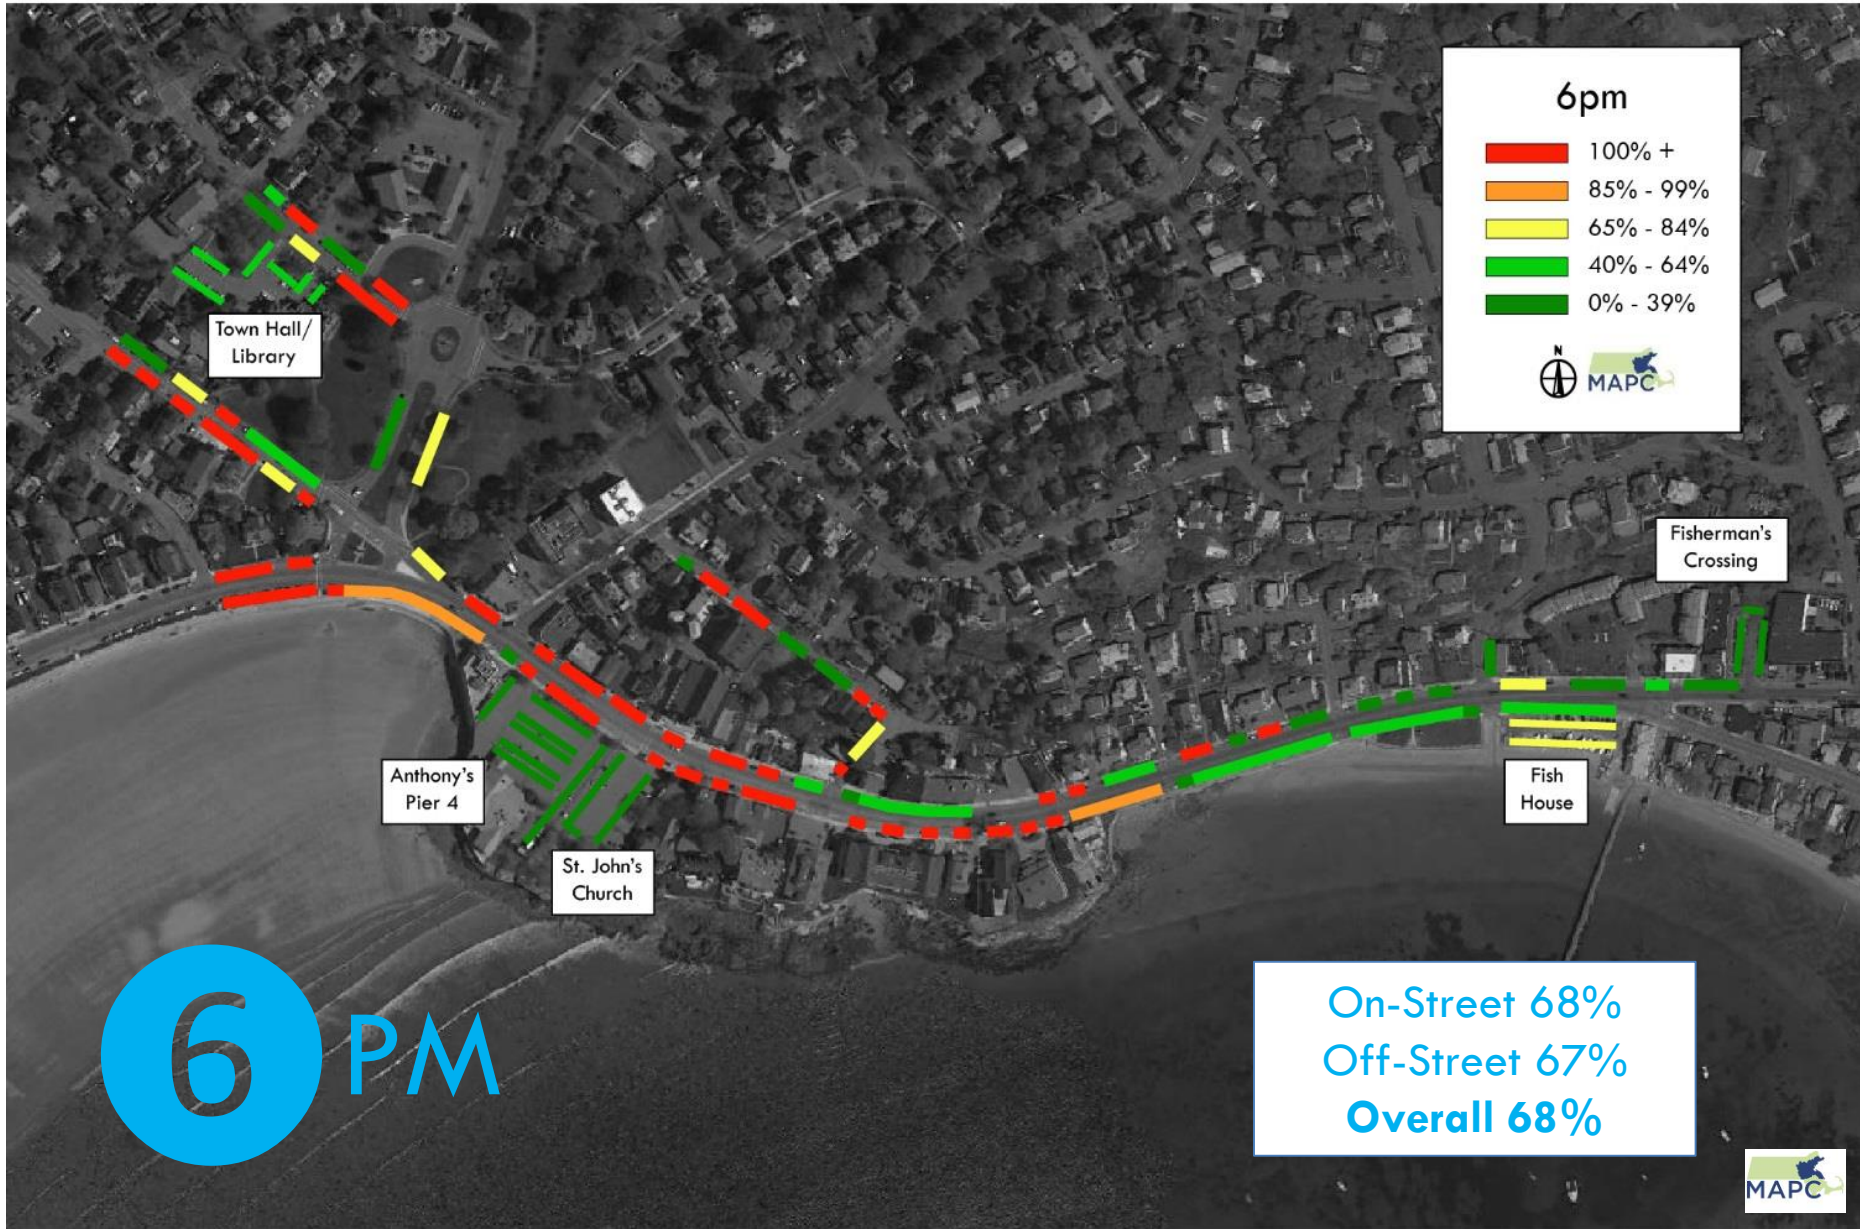 6pm
100% +
85% - 99%
65% - 84%
40% - 64%
0% - 39%
N
MAPC
Town Hall/
Library
Fisherman's
Crossing
Anthony's
Pier 4
Fish
House
St. John's
Church
6 PM
On-Street 68%
Off-Street 67%
Overall 68%
MAPC